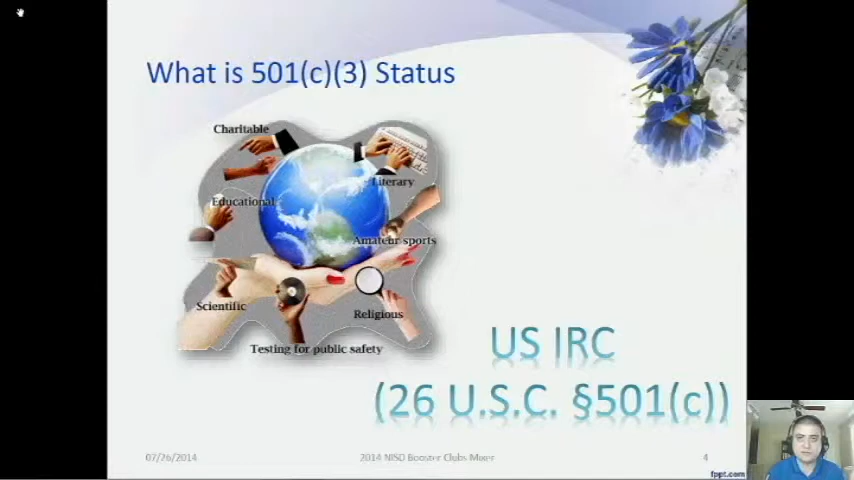 What is 501(c)(3) Status
Charitable
Literary
Educational
Amateur sports
Scientific
Religious
Testing for public safety
US IRC
(26 U.S.C. §501(c))
07/26/2014
2014 NISD Booster Clubs Mixer
4
fppt.com